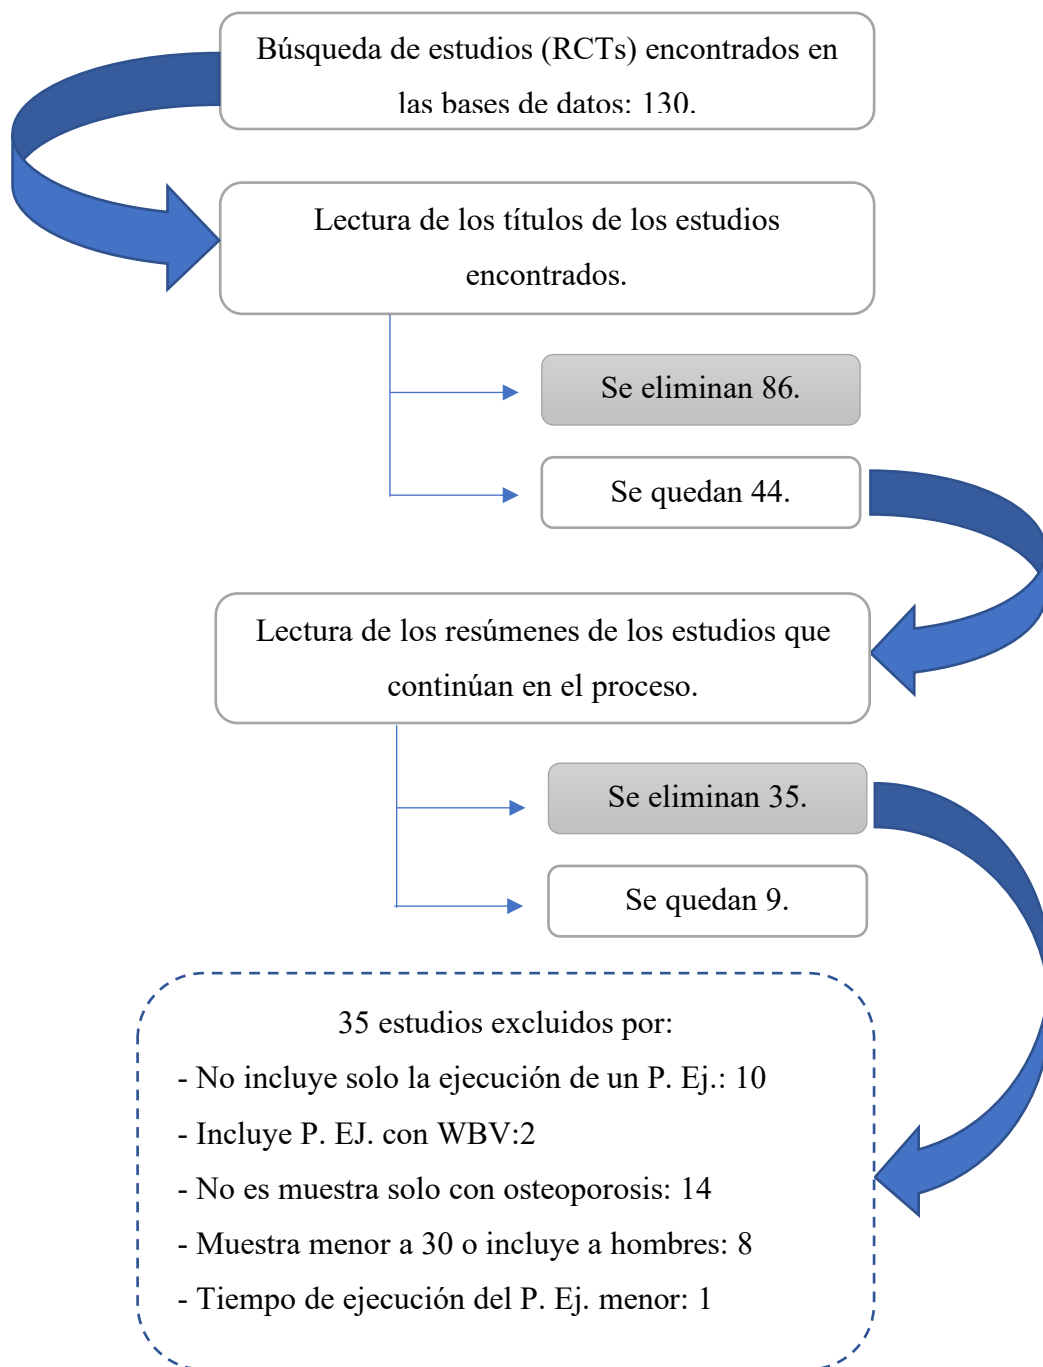 Búsqueda de estudios (RCTs) encontrados en
las bases de datos: 130.
Lectura de los títulos de los estudios
encontrados.
Se eliminan 86.
Se quedan 44.
Lectura de los resúmenes de los estudios que
continúan en el proceso.
Se eliminan 35.
Se quedan 9.
35 estudios excluidos por:
- No incluye solo la ejecución de un P. Ej.: 10
- Incluye P. EJ. con WBV:2
- No es muestra solo con osteoporosis: 14
- Muestra menor a 30 o incluye a hombres: 8
- Tiempo de ejecución del P. Ej. menor: 1